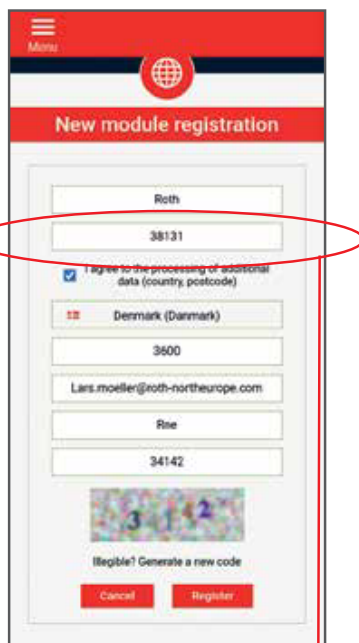 Menu
New module registration
Roth
38131
I agree to the processing of additional
data (country, postcode)
Denmark (Danmark)
3600
Lars.moeller@roth-northeurope.com
Rne
34142
Illegible? Generate a new code
Cancel
Register